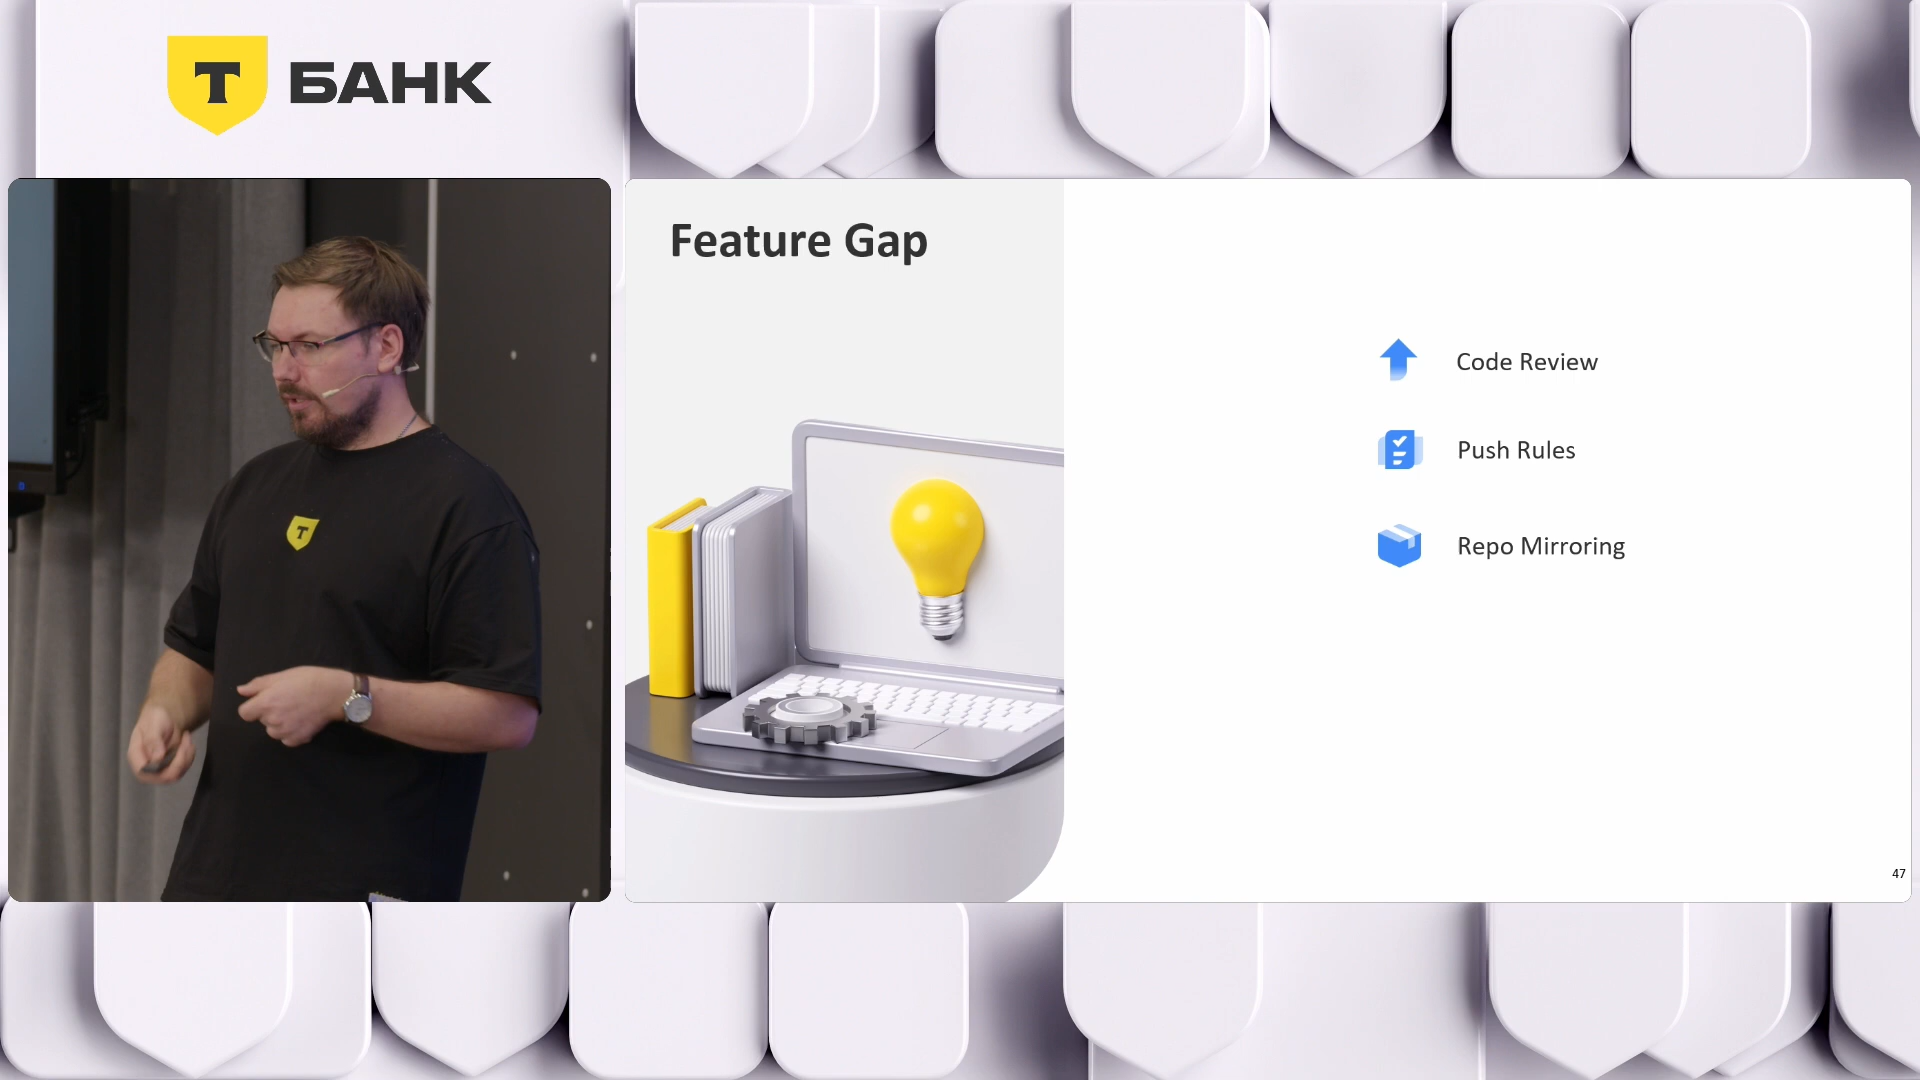 Т БАНК
Feature Gap
Code Review
Push Rules
Repo Mirroring
47
Т